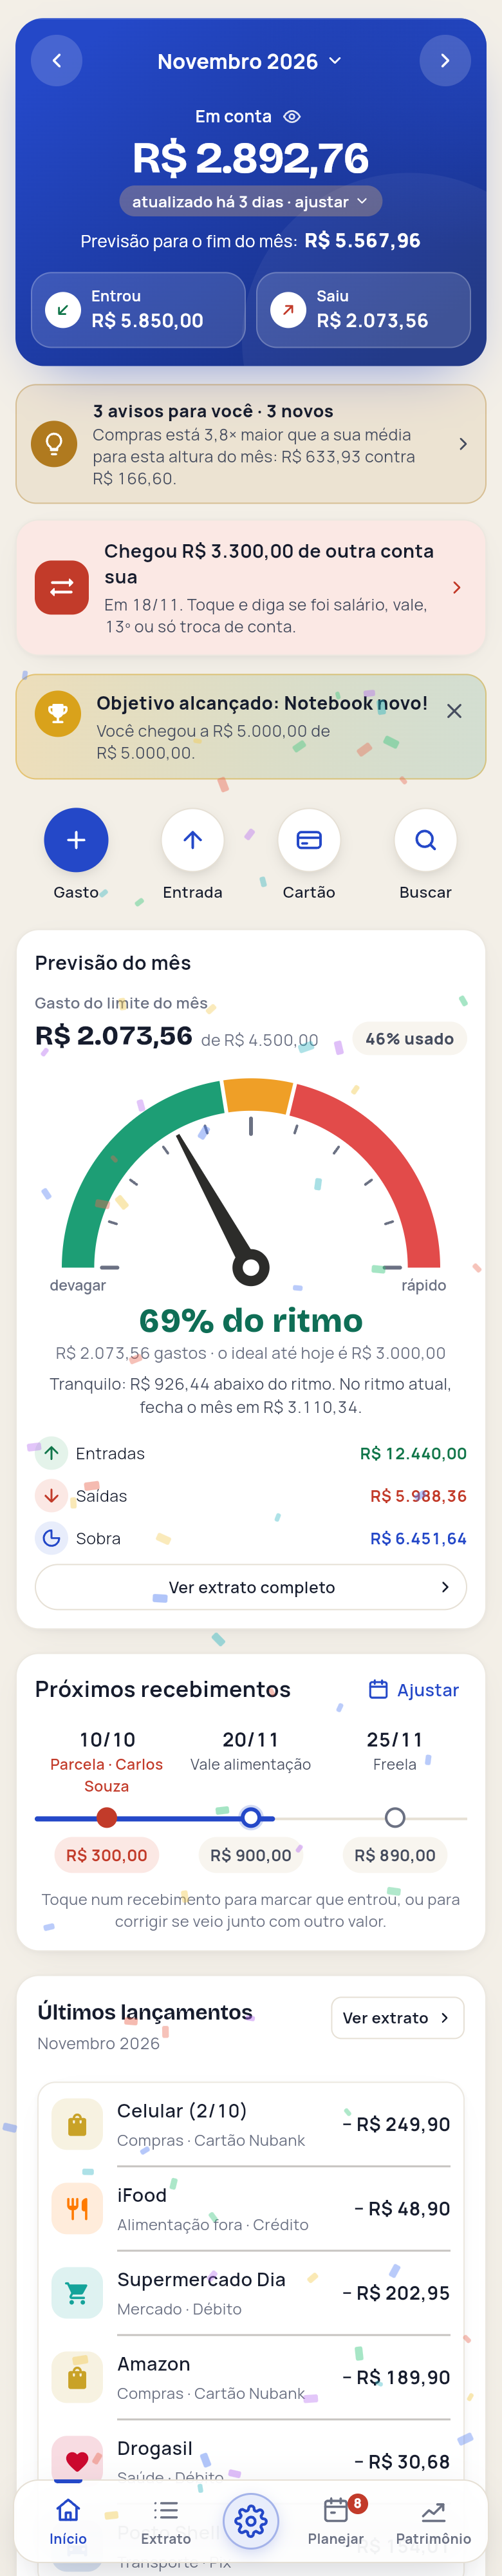 Novembro 2026
Em conta
R$ 2.892,76
atualizado há 3 dias · ajustar
Previsão para o fim do mês: R$ 5.567,96
Entrou
R$ 5.850,00
Saiu
R$ 2.073,56
3 avisos para você · 3 novos
Compras está 3,8× maior que a sua média
para esta altura do mês: R$ 633,93 contra
R$ 166,60.
Chegou R$ 3.300,00 de outra conta
sua
Em 18/11. Toque e diga se foi salário, vale,
13º ou só troca de conta.
Objetivo alcançado: Notebook novo!
Você chegou a R$ 5.000,00 de
R$ 5.000,00.
Gasto
Entrada
Cartão
Buscar
Previsão do mês
Gasto do limite do mês
R$ 2.073,56 de R$ 4.500,00
46% usado
devagar
rápido
69% do ritmo
R$ 2.073,56 gastos · o ideal até hoje é R$ 3.000,00
Tranquilo: R$ 926,44 abaixo do ritmo. No ritmo atual,
fecha o mês em R$ 3.110,34.
Entradas R$ 12.440,00
Saídas R$ 5.988,36
Sobra R$ 6.451,64
Ver extrato completo
Próximos recebimentos
Ajustar
10/10
Parcela · Carlos
Souza
R$ 300,00
20/11
Vale alimentação
R$ 900,00
25/11
Freela
R$ 890,00
Toque num recebimento para marcar que entrou, ou para
corrigir se veio junto com outro valor.
Últimos lançamentos
Novembro 2026
Ver extrato
Celular (2/10)
Compras · Cartão Nubank
− R$ 249,90
iFood
Alimentação fora · Crédito
− R$ 48,90
Supermercado Dia
Mercado · Débito
− R$ 202,95
Amazon
Compras · Cartão Nubank
− R$ 189,90
Drogasil
Saúde · Débito
− R$ 30,68
Transporte · Pix
Início
Extrato
Planejar
8
Patrimônio